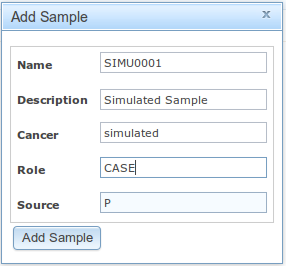 Add Sample x
Name SIMU0001
Description Simulated Sample
Cancer simulated
Role CASE
Source P
Add Sample